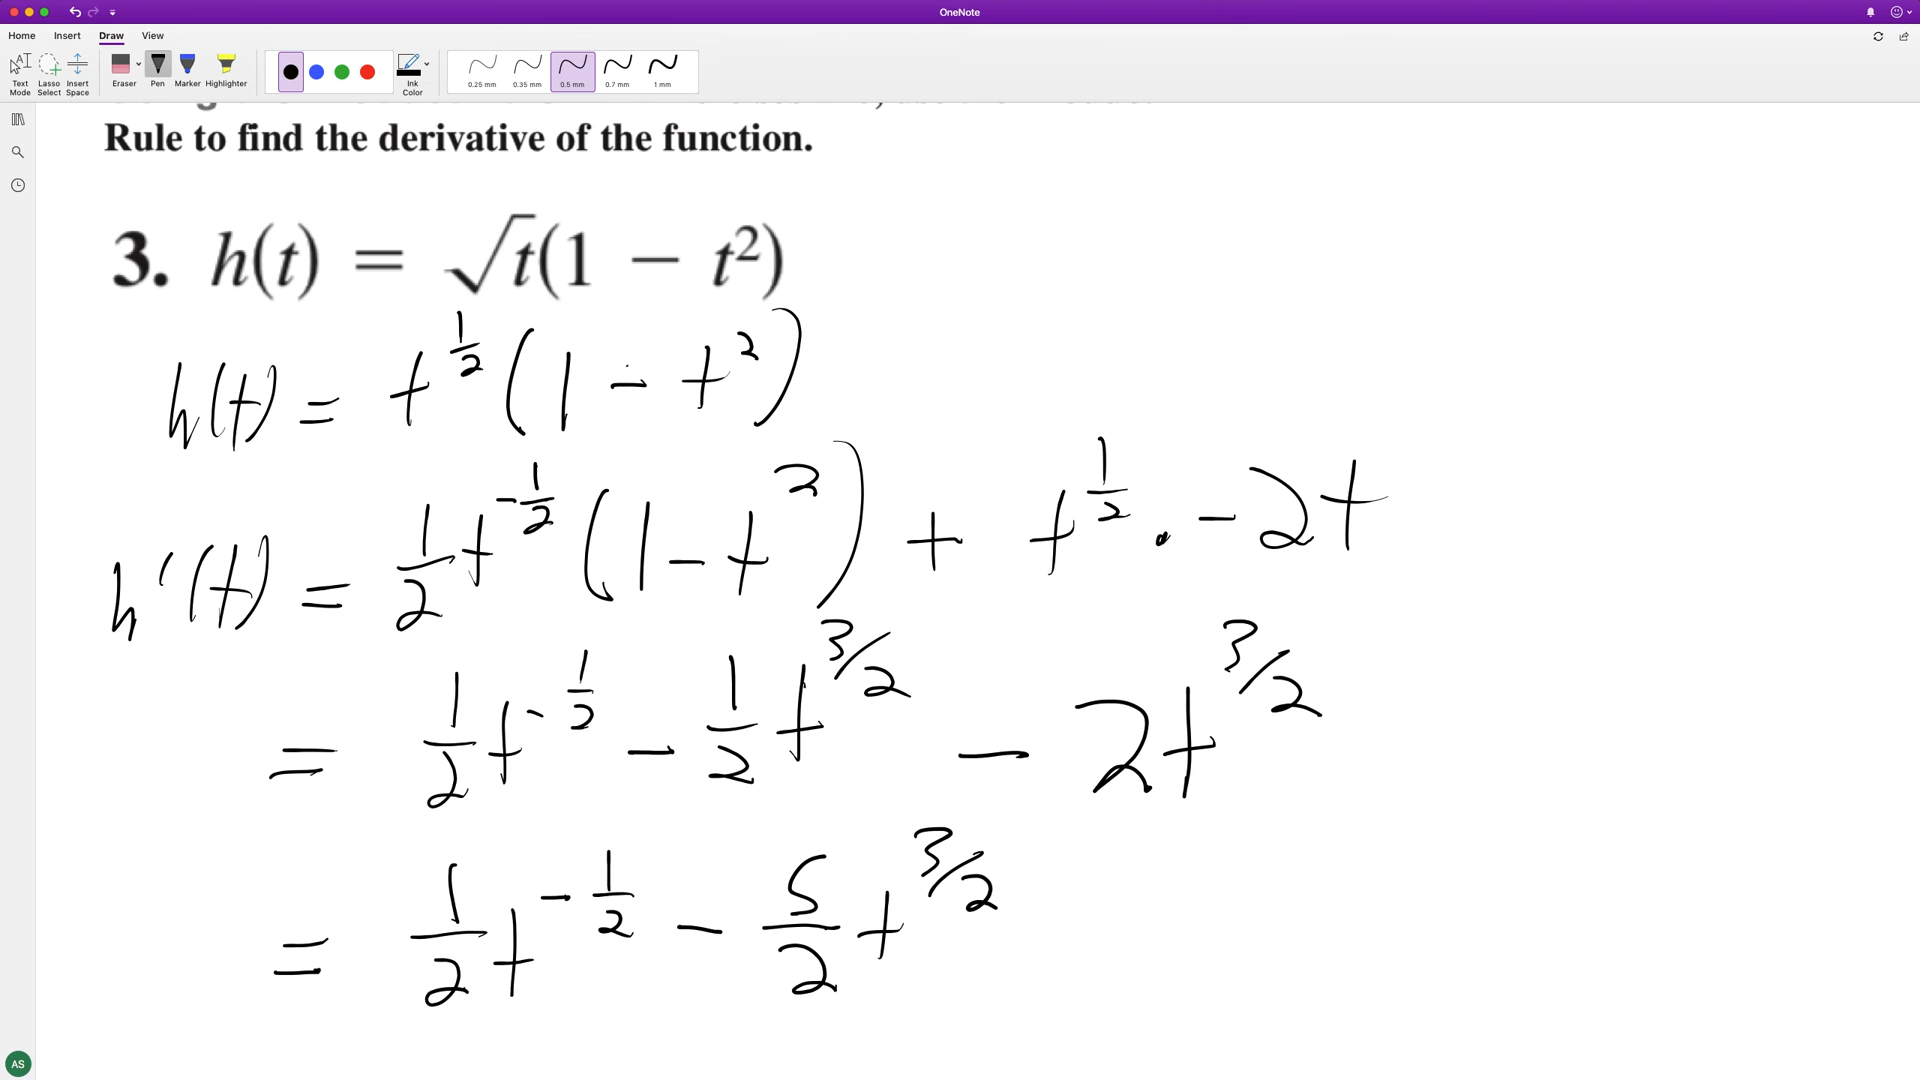 OneNote
Home Insert Draw View
Text Mode Lasso Select Insert Space Eraser Pen Marker Highlighter Ink Color 0.25 mm 0.35 mm 0.5 mm 0.7 mm 1 mm
Rule to find the derivative of the function.
3. h(t) = √t(1 − t²)
h(t) = t^{1/2} (1 − t²)
h'(t) = 1/2 t^{-1/2} (1 − t²) + t^{1/2} · −2t
= 1/2 t^{-1/2} − 1/2 t^{3/2} − 2t^{3/2}
= 1/2 t^{-1/2} − 5/2 t^{3/2}
AS